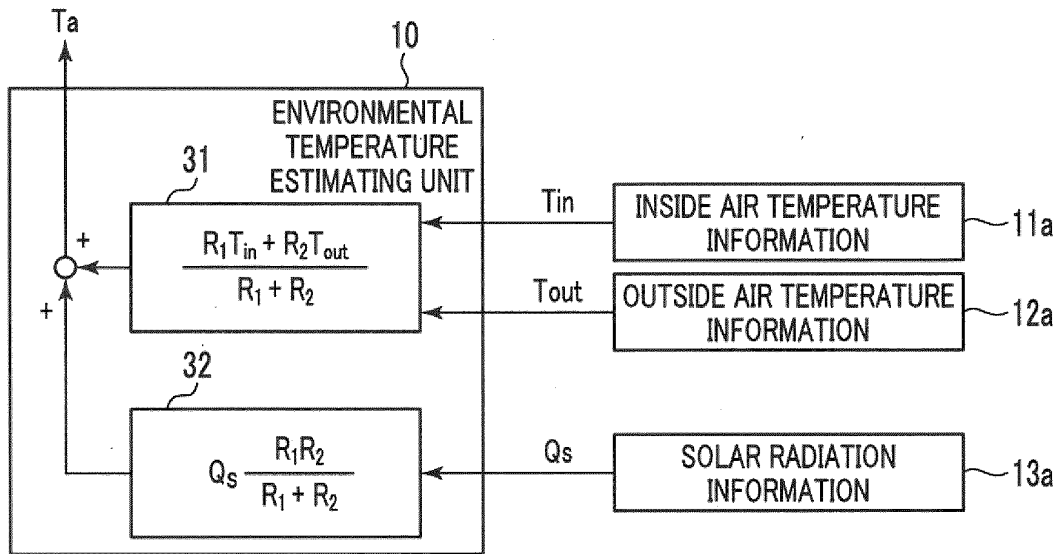 Ta
10
ENVIRONMENTAL
TEMPERATURE
ESTIMATING UNIT
31
R₁Tᵢₙ + R₂Tₒᵤₜ
R₁ + R₂
+
+
Tin
INSIDE AIR TEMPERATURE
INFORMATION
11a
Tout
OUTSIDE AIR TEMPERATURE
INFORMATION
12a
32
Qₛ R₁R₂
R₁ + R₂
Qs
SOLAR RADIATION
INFORMATION
13a